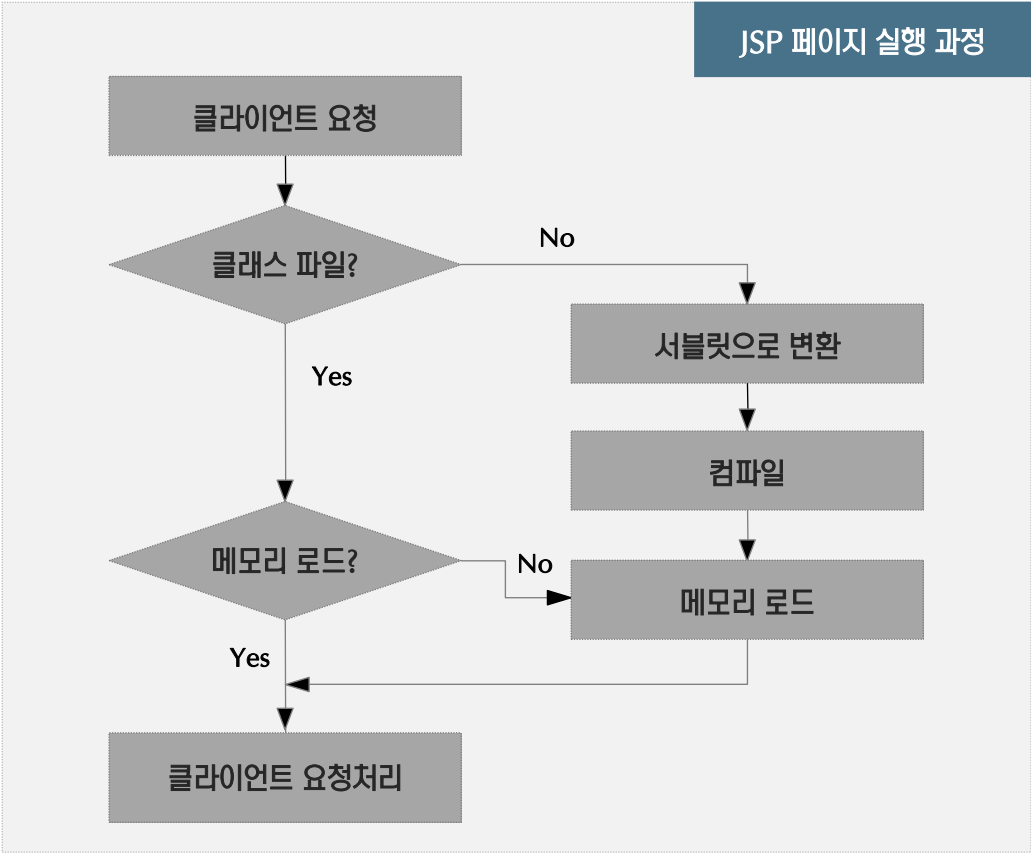 JSP 페이지 실행 과정
클라이언트 요청
클래스 파일?
No
서블릿으로 변환
Yes
컴파일
메모리 로드?
No
메모리 로드
Yes
클라이언트 요청처리